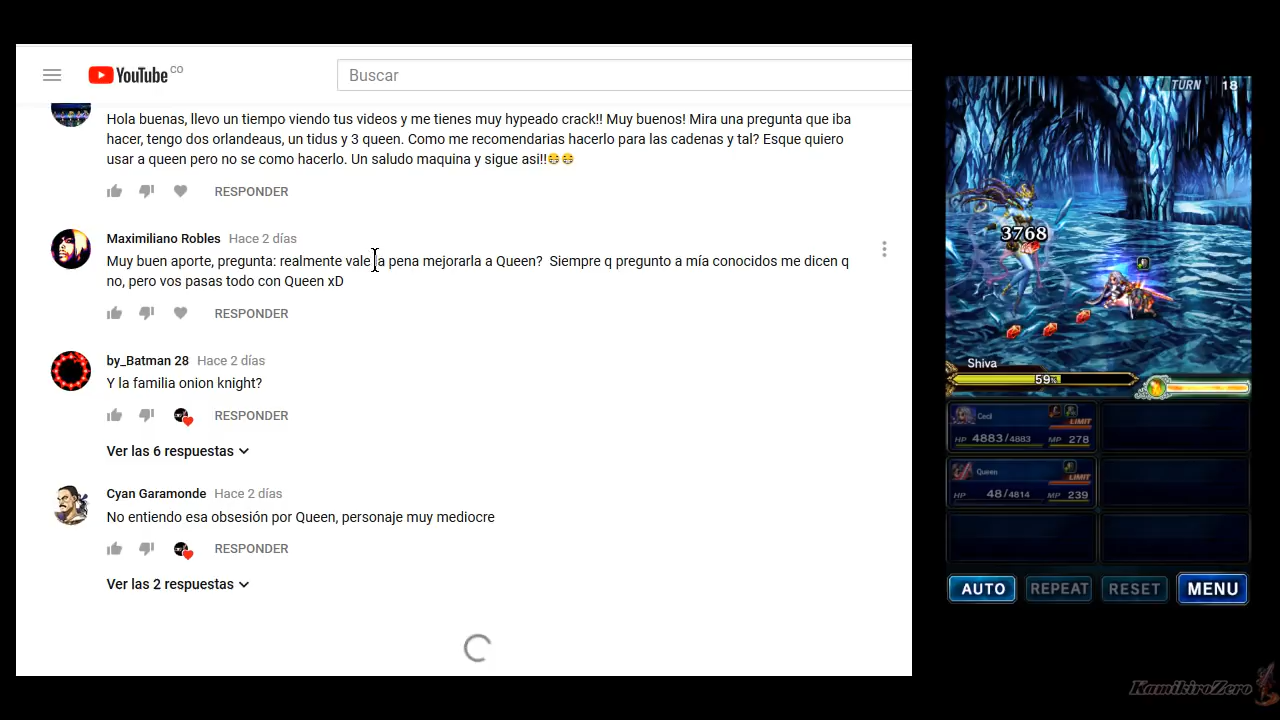 YouTube CO
Buscar
Hola buenas, llevo un tiempo viendo tus videos y me tienes muy hypeado crack!! Muy buenos! Mira una pregunta que iba
hacer, tengo dos orlandeaus, un tidus y 3 queen. Como me recomendarias hacerlo para las cadenas y tal? Esque quiero
usar a queen pero no se como hacerlo. Un saludo maquina y sigue asi!!😁😁
RESPONDER
Maximiliano Robles Hace 2 días
Muy buen aporte, pregunta: realmente vale la pena mejorarla a Queen?  Siempre q pregunto a mía conocidos me dicen q
no, pero vos pasas todo con Queen xD
RESPONDER
by_Batman 28 Hace 2 días
Y la familia onion knight?
RESPONDER
Ver las 6 respuestas
Cyan Garamonde Hace 2 días
No entiendo esa obsesión por Queen, personaje muy mediocre
RESPONDER
Ver las 2 respuestas
TURN 18
3768
Shiva
59%
Cecil
LIMIT
HP 4883/4883 MP 278
Queen
LIMIT
HP 48/4814 MP 239
AUTO REPEAT RESET MENU
KamikiroZero